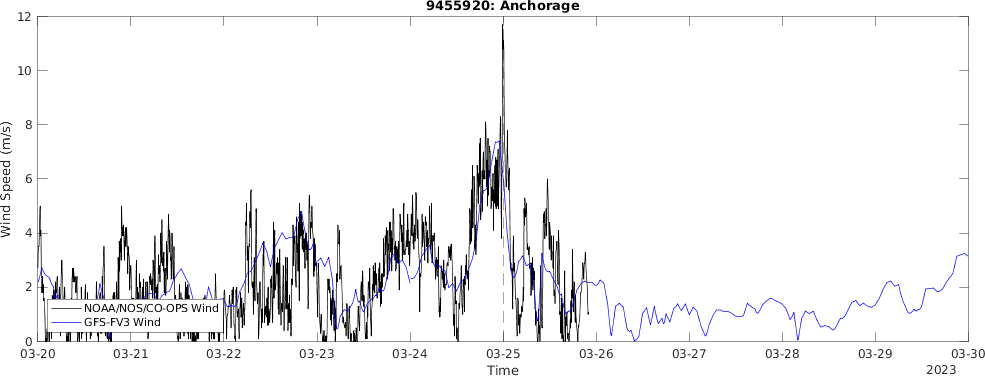 9455920: Anchorage
12
10
8
6
4
2
0
Wind Speed (m/s)
NOAA/NOS/CO-OPS Wind
GFS-FV3 Wind
03-20 03-21 03-22 03-23 03-24 03-25 03-26 03-27 03-28 03-29 03-30
Time
2023